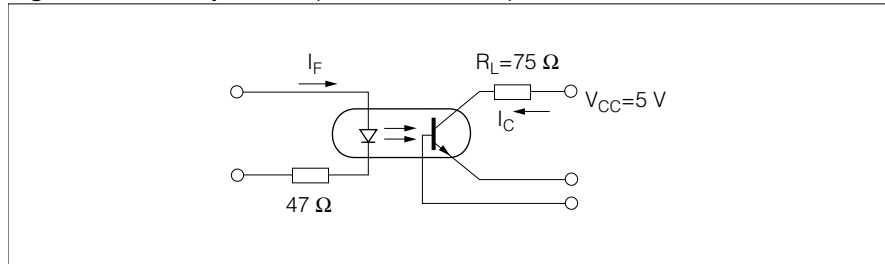 I_F
R_L=75 Ω
V_CC=5 V
I_C
47 Ω